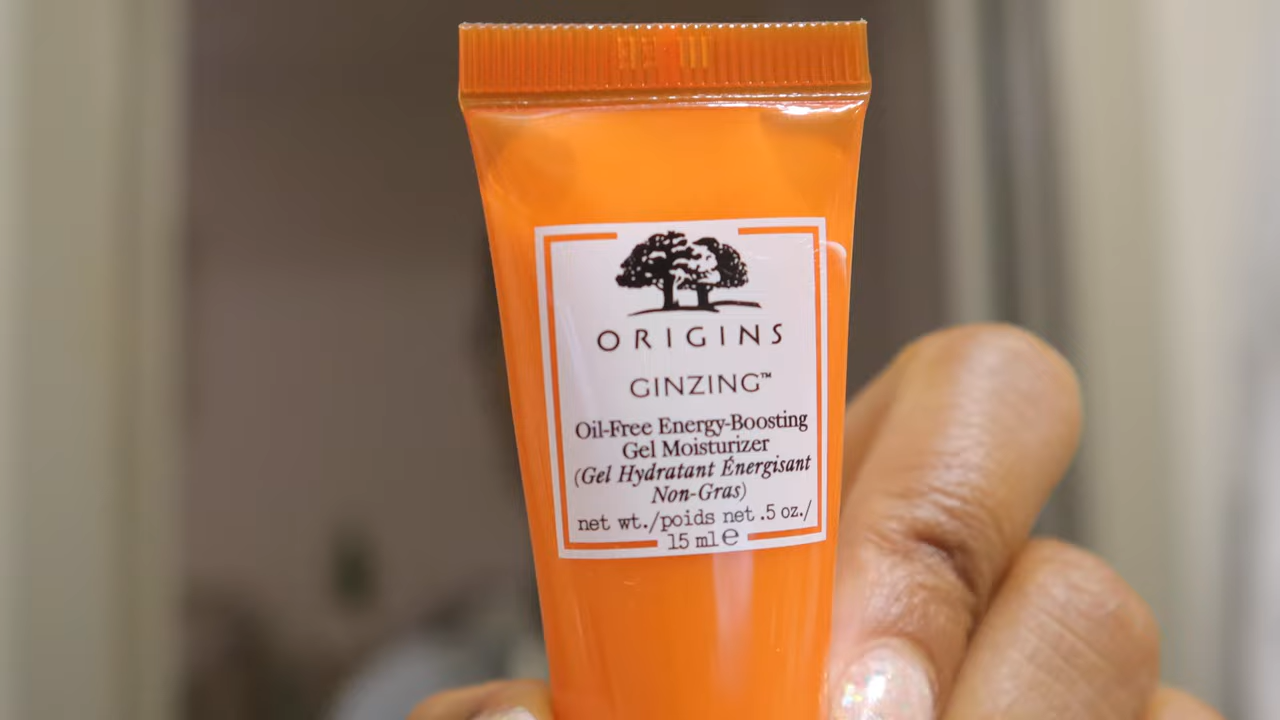 ORIGINS
GINZING™
Oil-Free Energy-Boosting
Gel Moisturizer
(Gel Hydratant Énergisant
Non-Gras)
net wt./poids net .5 oz./
15 ml℮